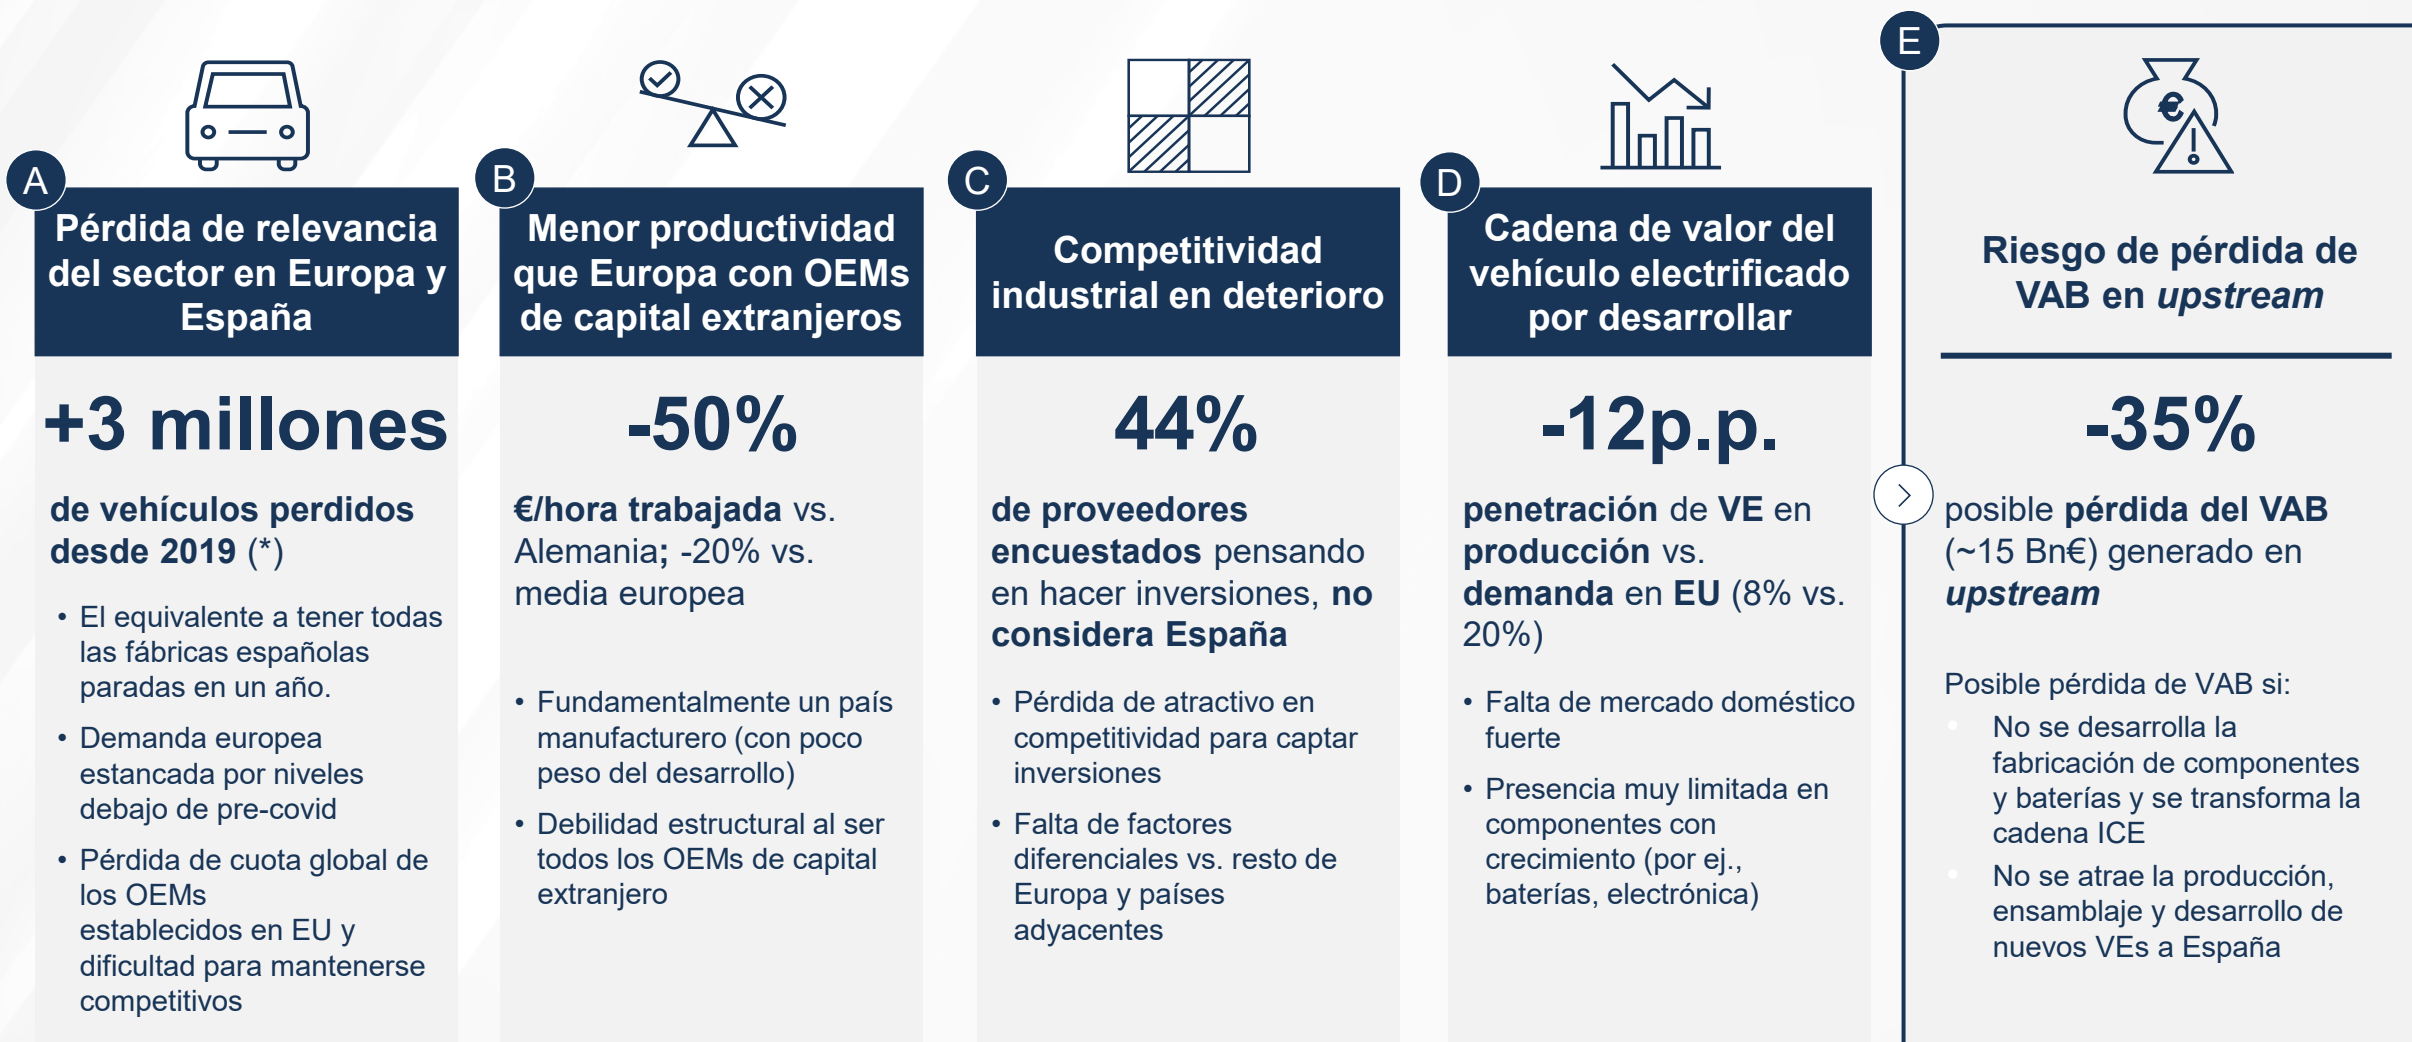 A
Pérdida de relevancia
del sector en Europa y
España
+3 millones
de vehículos perdidos
desde 2019 (*)
• El equivalente a tener todas
las fábricas españolas
paradas en un año.
• Demanda europea
estancada por niveles
debajo de pre-covid
• Pérdida de cuota global de
los OEMs
establecidos en EU y
dificultad para mantenerse
competitivos
B
Menor productividad
que Europa con OEMs
de capital extranjeros
-50%
€/hora trabajada vs.
Alemania; -20% vs.
media europea
• Fundamentalmente un país
manufacturero (con poco
peso del desarrollo)
• Debilidad estructural al ser
todos los OEMs de capital
extranjero
C
Competitividad
industrial en deterioro
44%
de proveedores
encuestados pensando
en hacer inversiones, no
considera España
• Pérdida de atractivo en
competitividad para captar
inversiones
• Falta de factores
diferenciales vs. resto de
Europa y países
adyacentes
D
Cadena de valor del
vehículo electrificado
por desarrollar
-12p.p.
penetración de VE en
producción vs.
demanda en EU (8% vs.
20%)
• Falta de mercado doméstico
fuerte
• Presencia muy limitada en
componentes con
crecimiento (por ej.,
baterías, electrónica)
E
€
Riesgo de pérdida de
VAB en upstream
-35%
posible pérdida del VAB
(~15 Bn€) generado en
upstream
Posible pérdida de VAB si:
• No se desarrolla la
fabricación de componentes
y baterías y se transforma la
cadena ICE
• No se atrae la producción,
ensamblaje y desarrollo de
nuevos VEs a España